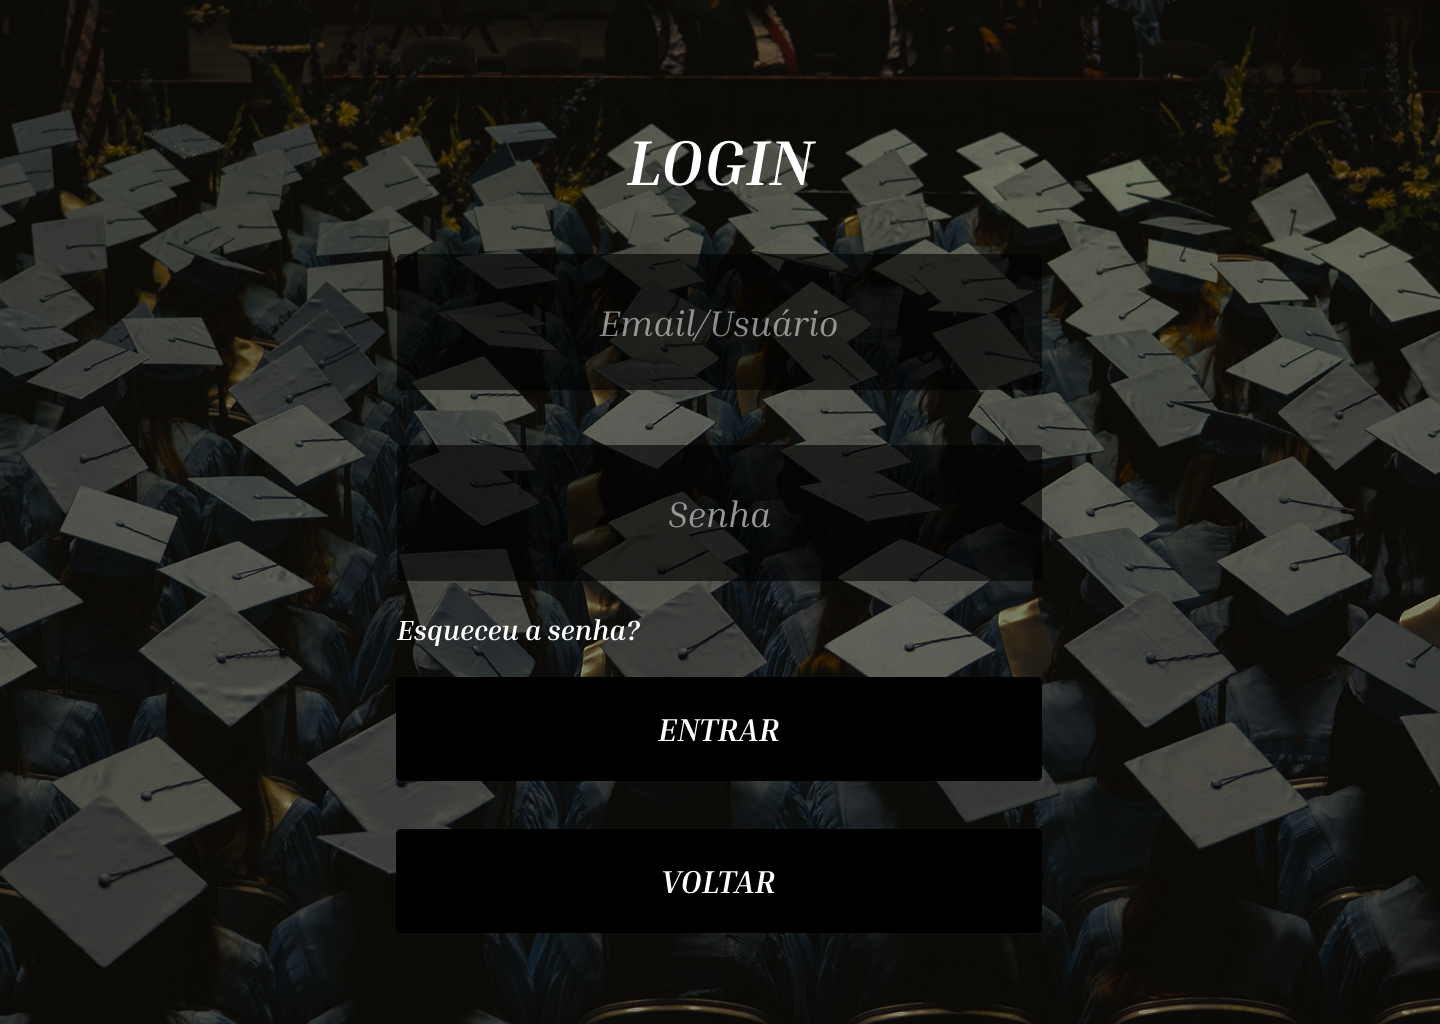 LOGIN
Email/Usuário
Senha
Esqueceu a senha?
ENTRAR
VOLTAR